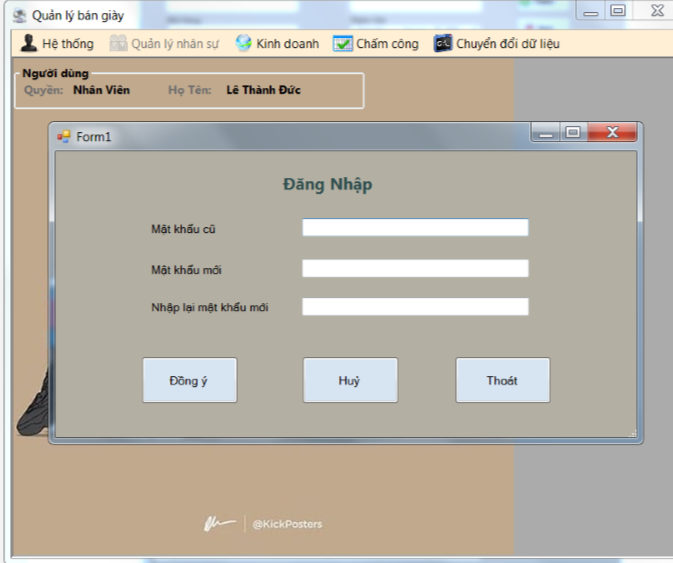 Quản lý bán giày
Hệ thống Quản lý nhân sự Kinh doanh Chấm công Chuyển đổi dữ liệu
Người dùng
Quyền: Nhân Viên Họ Tên: Lê Thành Đức
Form1
Đăng Nhập
Mật khẩu cũ
Mật khẩu mới
Nhập lại mật khẩu mới
Đồng ý Huỷ Thoát
@KickPosters